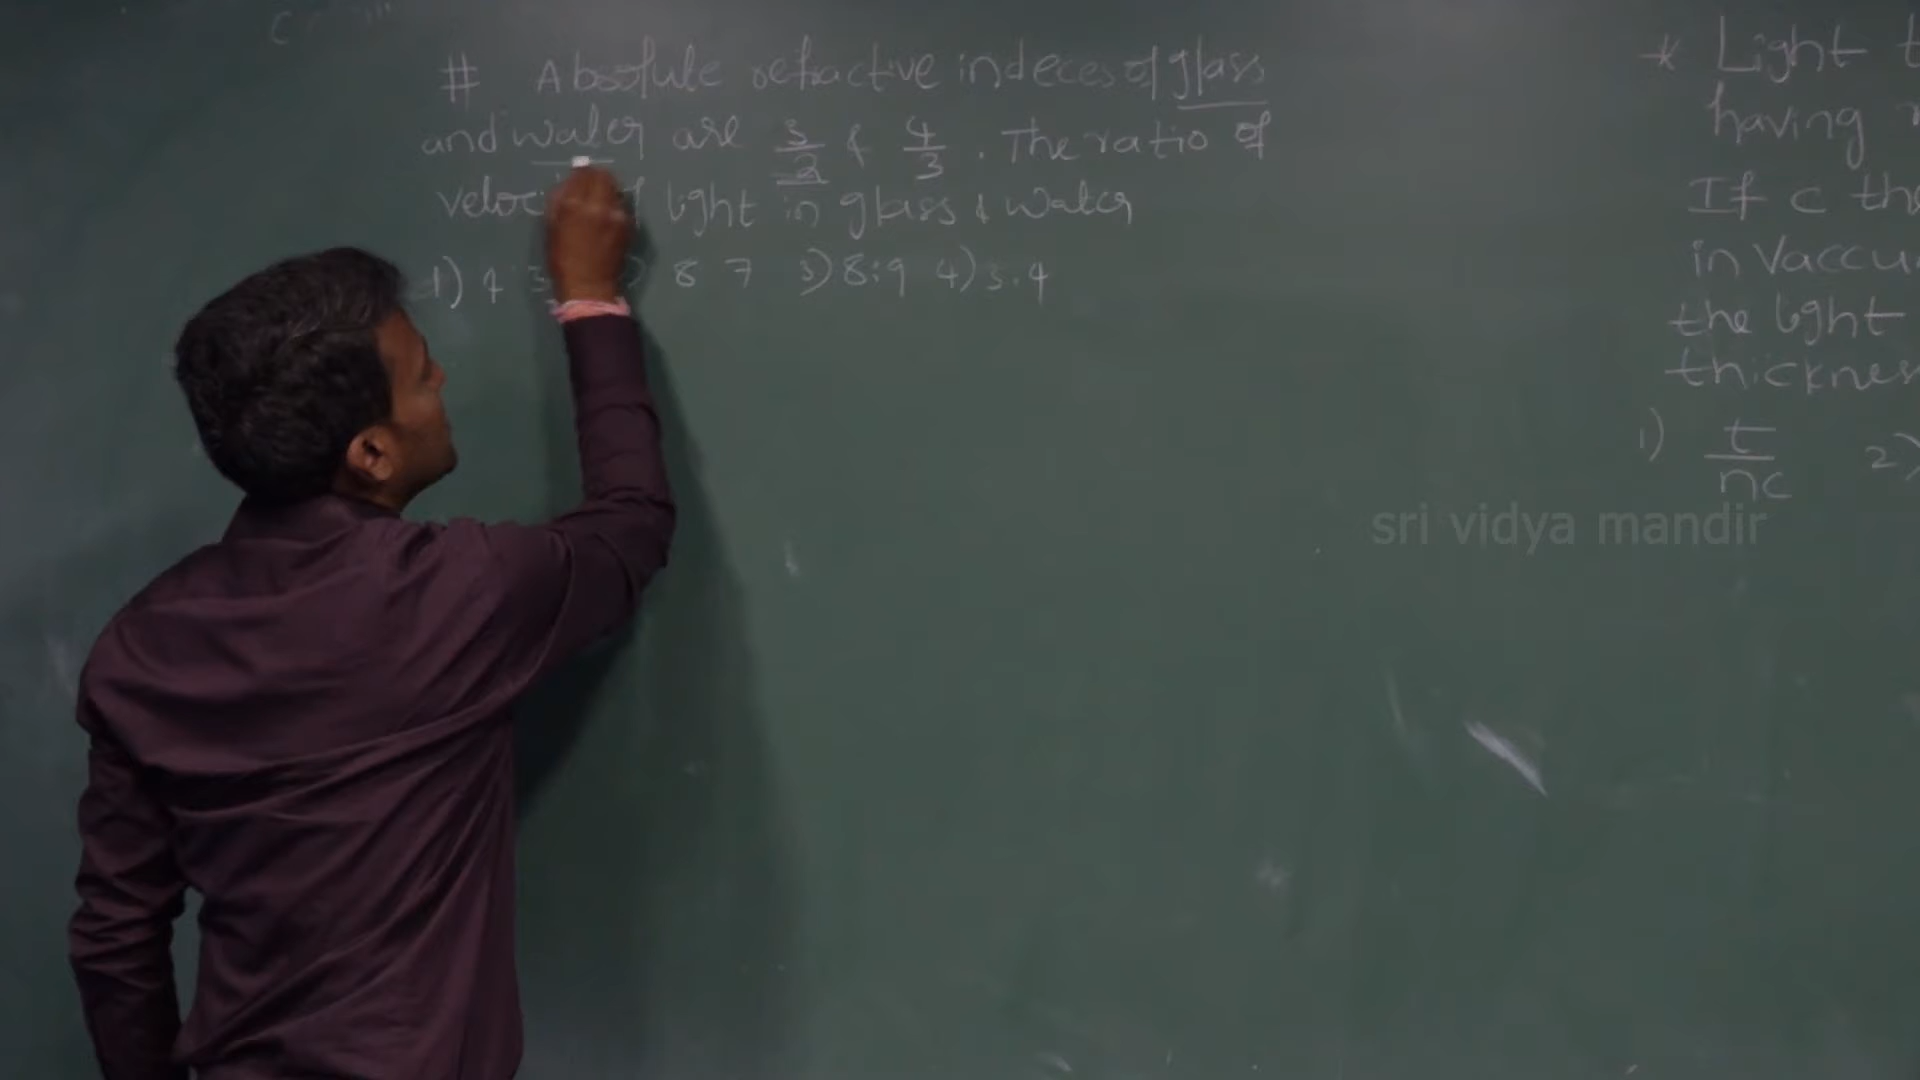 # Absolute refractive indeces of glass
and water are 3/2 & 4/3 . The ratio of
light in glass & water
1) 4 3 8 7 3) 8:9 4) 3:4
* Light
having
If c the
in Vaccu
the light
thickness
1) t/nc 2)
sri vidya mandir